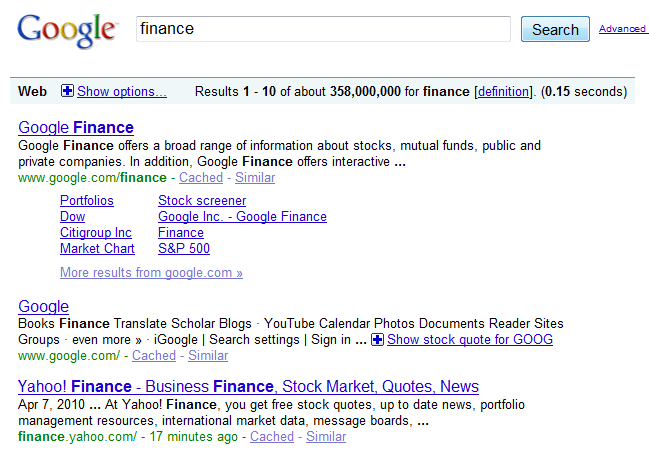 Google finance Search Advanced
Web Show options... Results 1 - 10 of about 358,000,000 for finance [definition]. (0.15 seconds)
Google Finance
Google Finance offers a broad range of information about stocks, mutual funds, public and
private companies. In addition, Google Finance offers interactive ...
www.google.com/finance - Cached - Similar
Portfolios Stock screener
Dow Google Inc. - Google Finance
Citigroup Inc Finance
Market Chart S&P 500
More results from google.com »
Google
Books Finance Translate Scholar Blogs · YouTube Calendar Photos Documents Reader Sites
Groups · even more » · iGoogle | Search settings | Sign in ... Show stock quote for GOOG
www.google.com/ - Cached - Similar
Yahoo! Finance - Business Finance, Stock Market, Quotes, News
Apr 7, 2010 ... At Yahoo! Finance, you get free stock quotes, up to date news, portfolio
management resources, international market data, message boards, ...
finance.yahoo.com/ - 17 minutes ago - Cached - Similar